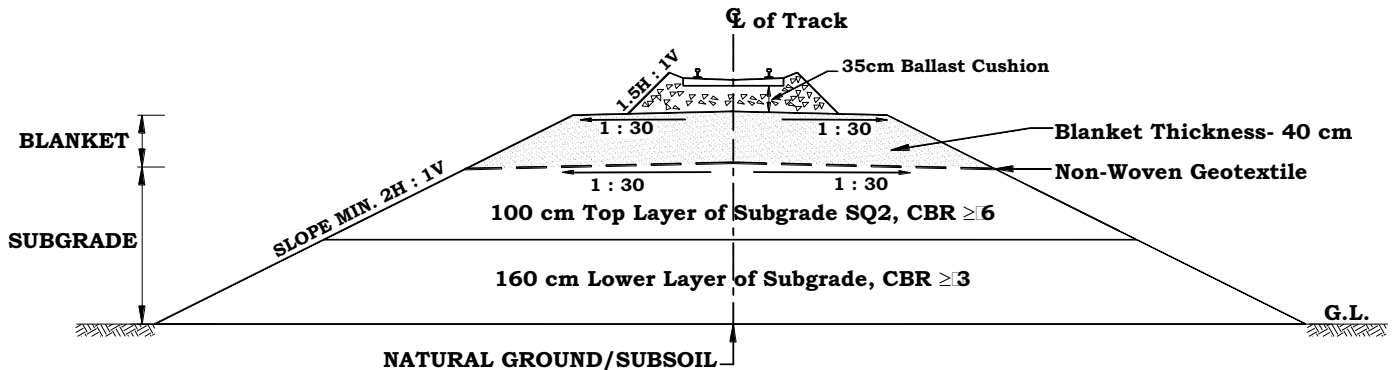 ℄ of Track
35cm Ballast Cushion
1.5H : 1V
1 : 30
1 : 30
BLANKET
Blanket Thickness- 40 cm
Non-Woven Geotextile
1 : 30
1 : 30
SLOPE MIN. 2H : 1V
100 cm Top Layer of Subgrade SQ2, CBR ≥ 6
SUBGRADE
160 cm Lower Layer of Subgrade, CBR ≥ 3
G.L.
NATURAL GROUND/SUBSOIL